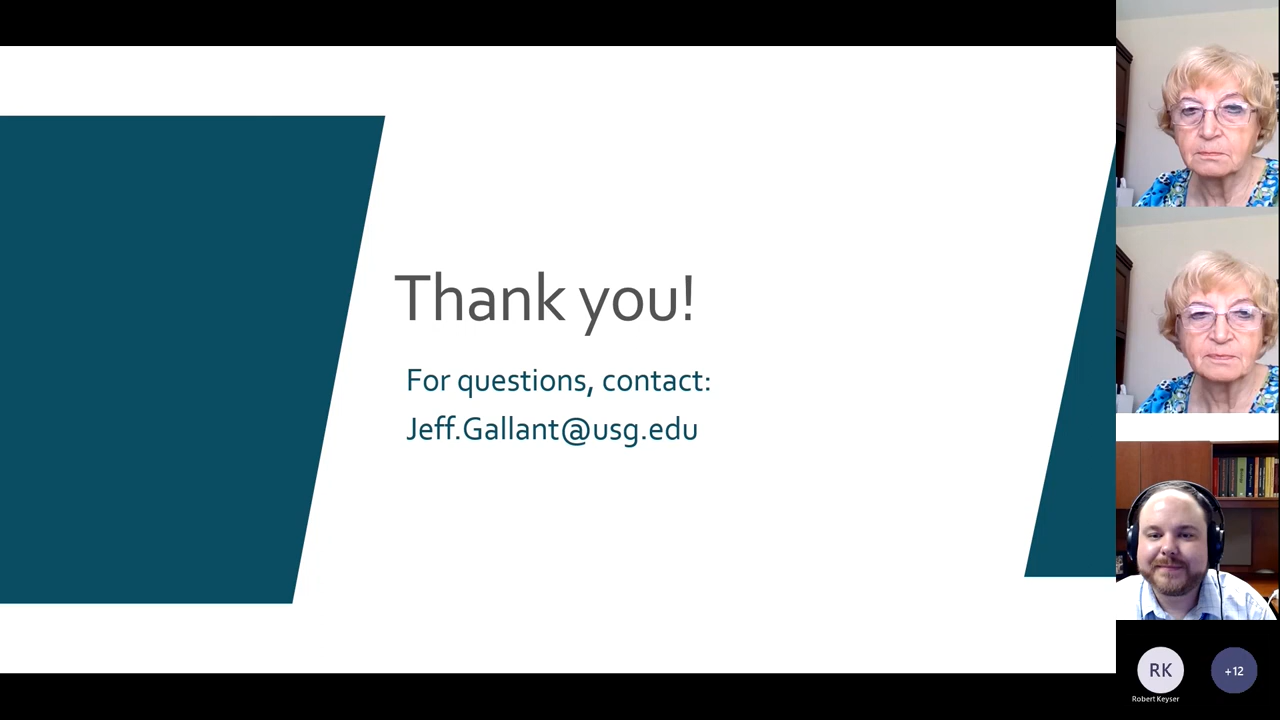 Thank you!
For questions, contact:
Jeff.Gallant@usg.edu
RK
+12
Robert Keyser